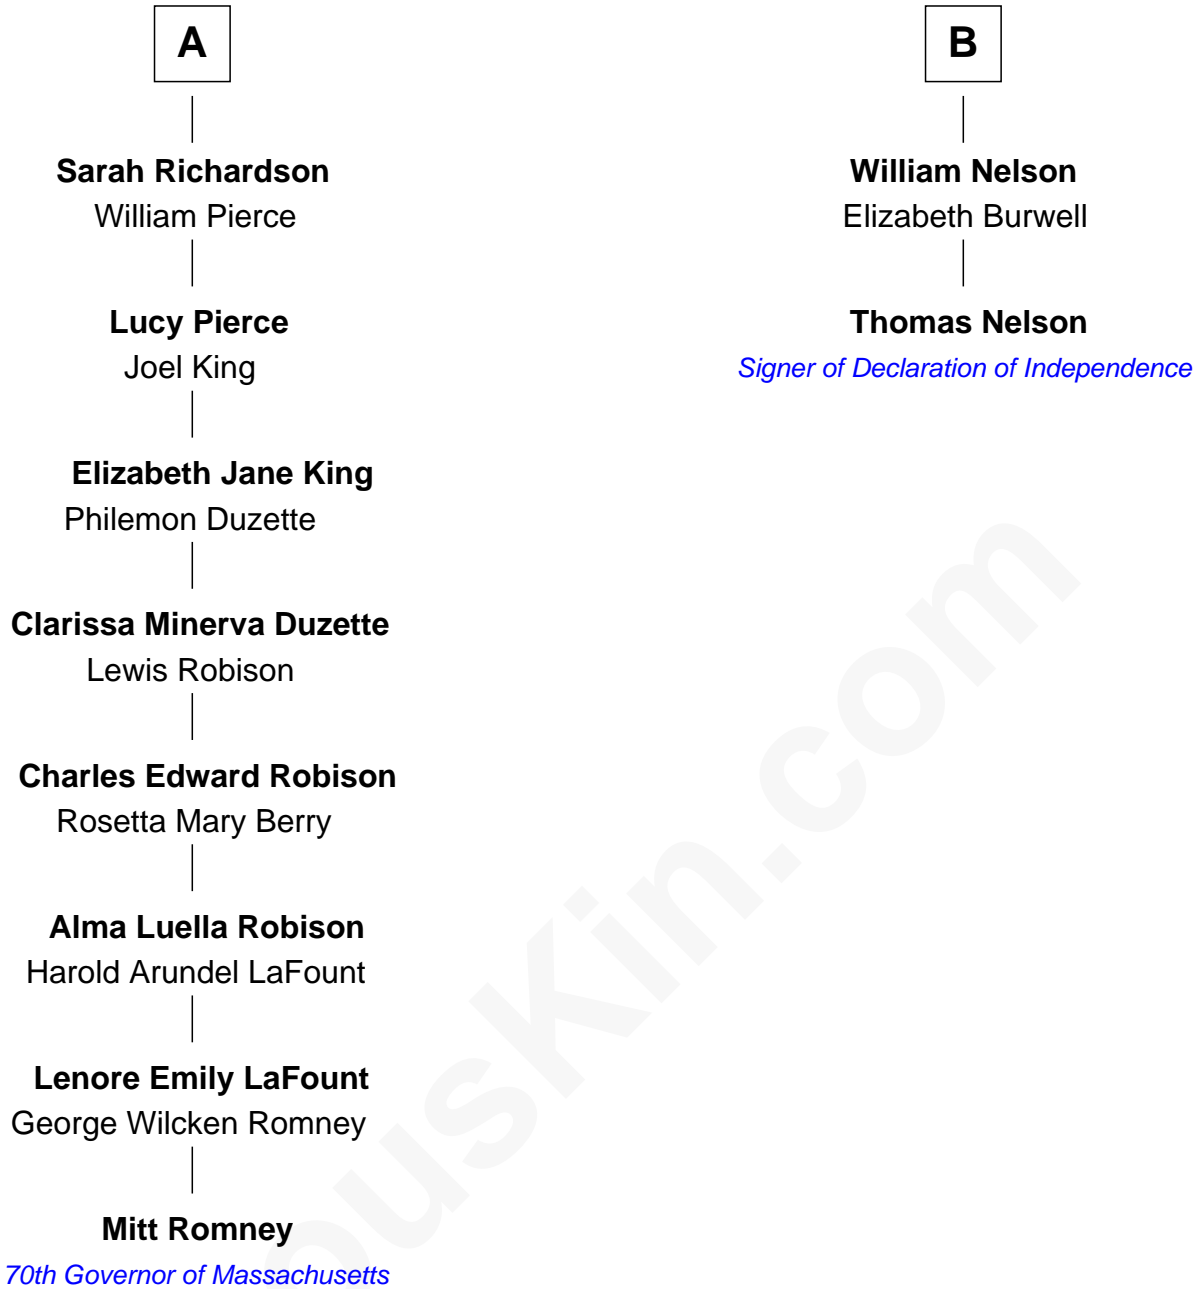 A
Sarah Richardson
William Pierce
Lucy Pierce
Joel King
Elizabeth Jane King
Philemon Duzette
Clarissa Minerva Duzette
Lewis Robison
Charles Edward Robison
Rosetta Mary Berry
Alma Luella Robison
Harold Arundel LaFount
Lenore Emily LaFount
George Wilcken Romney
Mitt Romney
70th Governor of Massachusetts
B
William Nelson
Elizabeth Burwell
Thomas Nelson
Signer of Declaration of Independence
ousKin.com